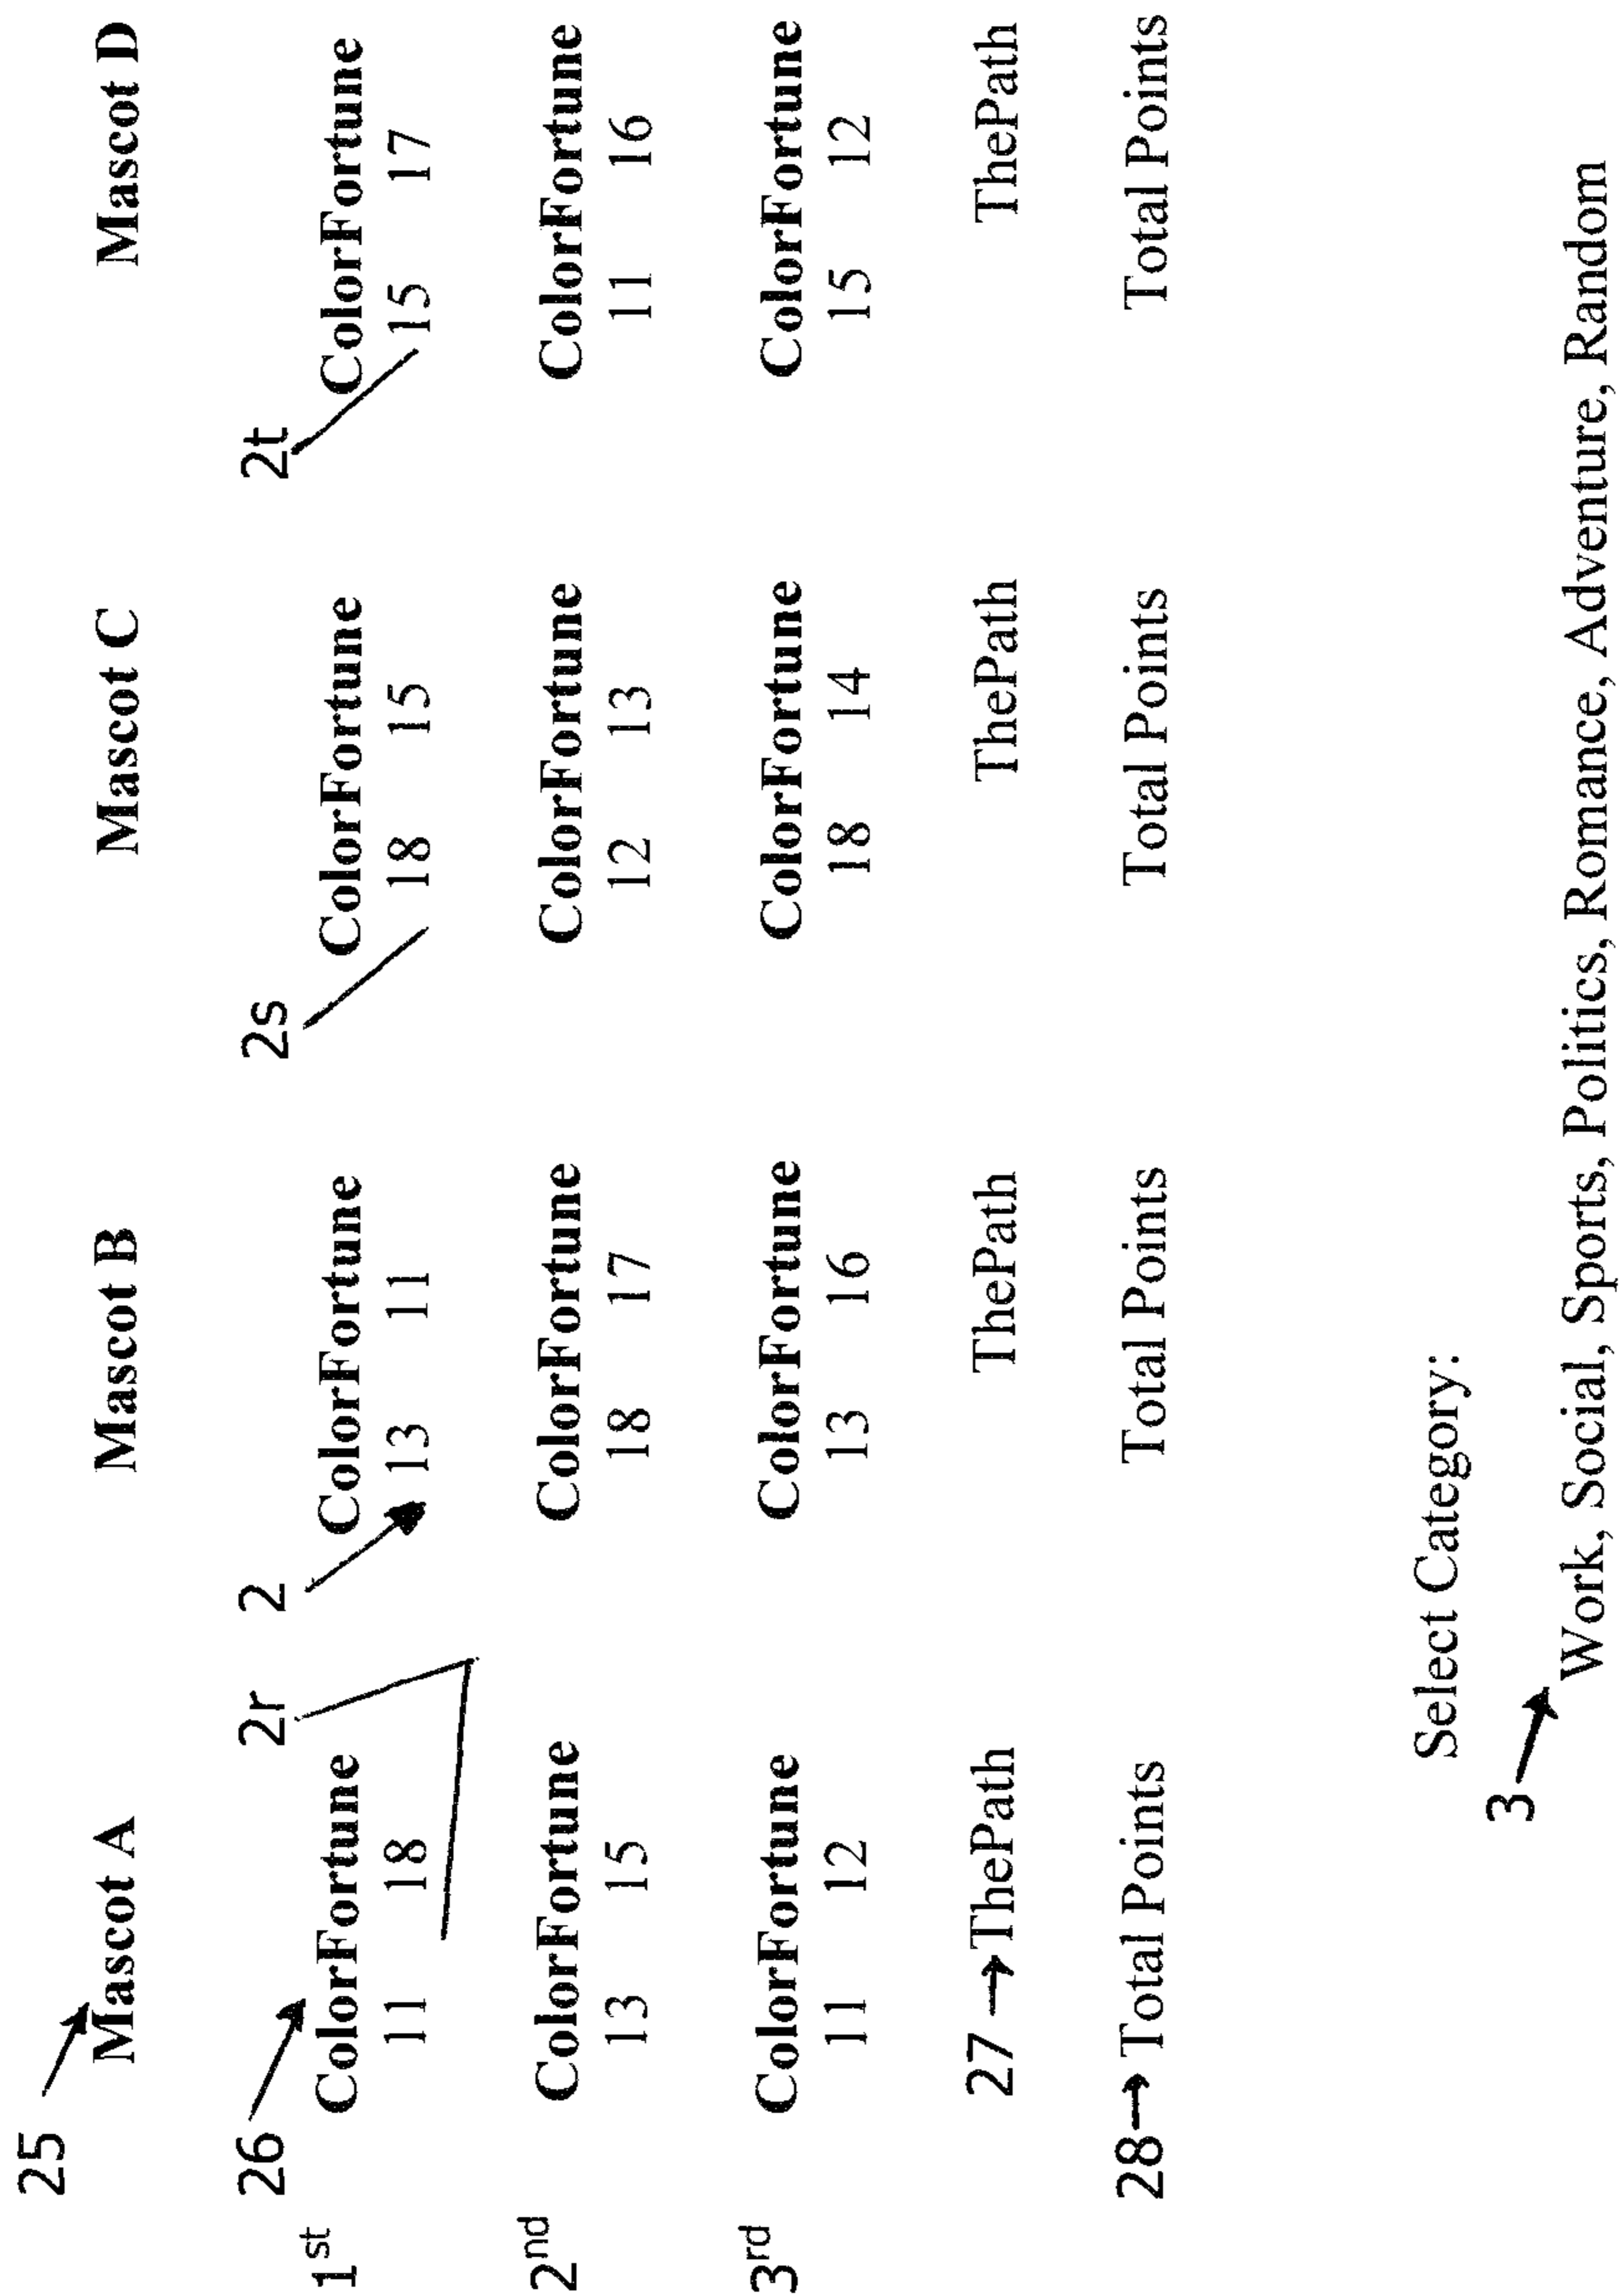 25
Mascot A Mascot B Mascot C Mascot D
26 2r 2 2s 2t
1st ColorFortune ColorFortune ColorFortune ColorFortune
11 18 13 11 18 15 15 17
2nd ColorFortune ColorFortune ColorFortune ColorFortune
13 15 18 17 12 13 11 16
3rd ColorFortune ColorFortune ColorFortune ColorFortune
11 12 13 16 18 14 15 12
27 → ThePath ThePath ThePath ThePath
28 → Total Points Total Points Total Points Total Points
Select Category:
3
Work, Social, Sports, Politics, Romance, Adventure, Random